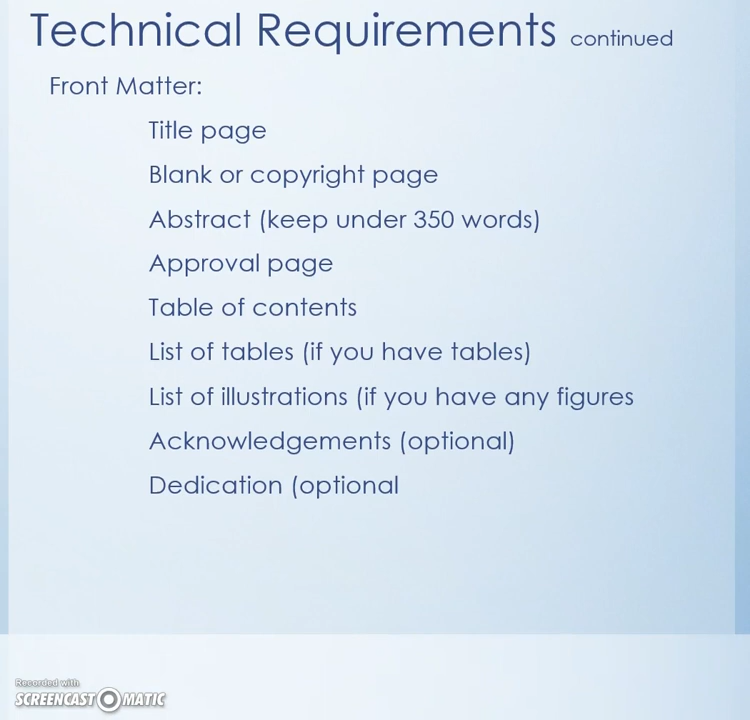 Technical Requirements continued
Front Matter:
Title page
Blank or copyright page
Abstract (keep under 350 words)
Approval page
Table of contents
List of tables (if you have tables)
List of illustrations (if you have any figures
Acknowledgements (optional)
Dedication (optional
Recorded with
SCREENCAST-O-MATIC